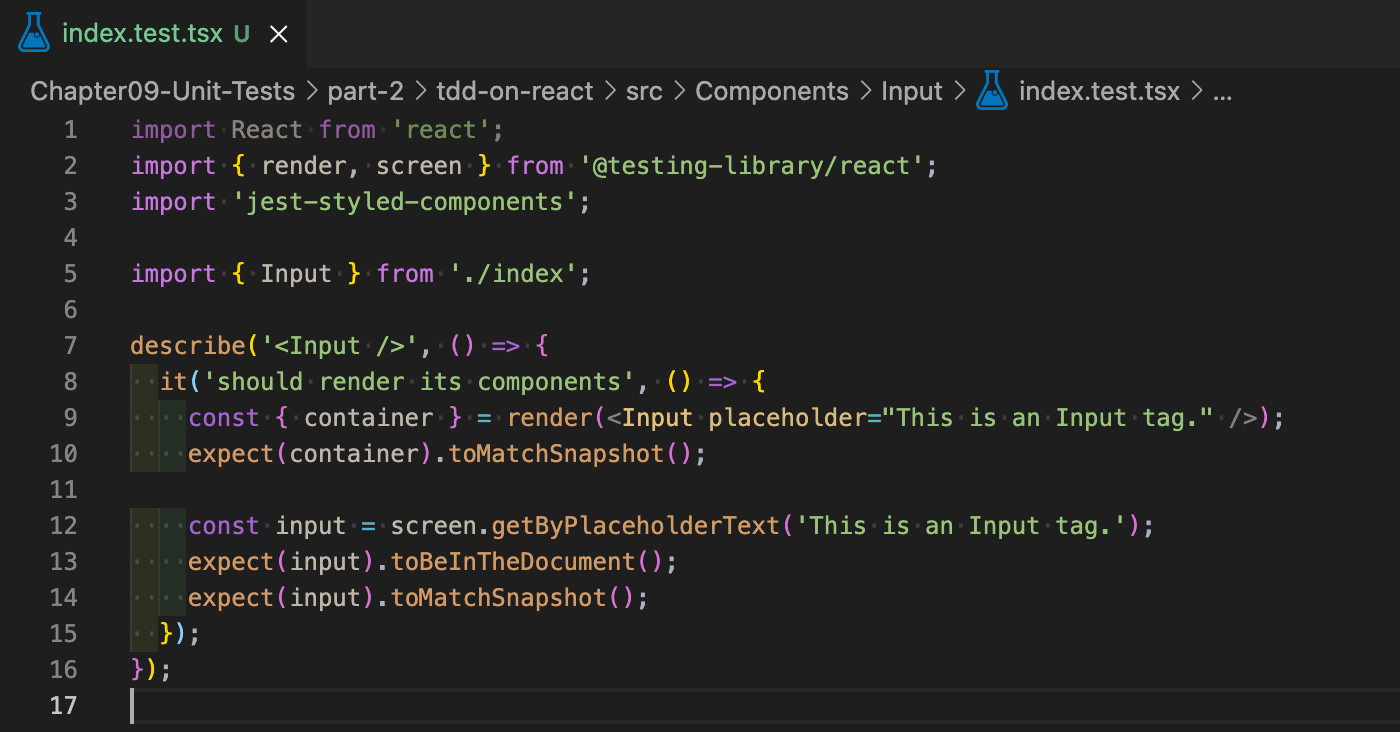 index.test.tsx U ×
Chapter09-Unit-Tests > part-2 > tdd-on-react > src > Components > Input > index.test.tsx > ...
1 import React from 'react';
2 import { render, screen } from '@testing-library/react';
3 import 'jest-styled-components';
4
5 import { Input } from './index';
6
7 describe('<Input />', () => {
8   it('should render its components', () => {
9     const { container } = render(<Input placeholder="This is an Input tag." />);
10     expect(container).toMatchSnapshot();
11
12     const input = screen.getByPlaceholderText('This is an Input tag.');
13     expect(input).toBeInTheDocument();
14     expect(input).toMatchSnapshot();
15   });
16 });
17